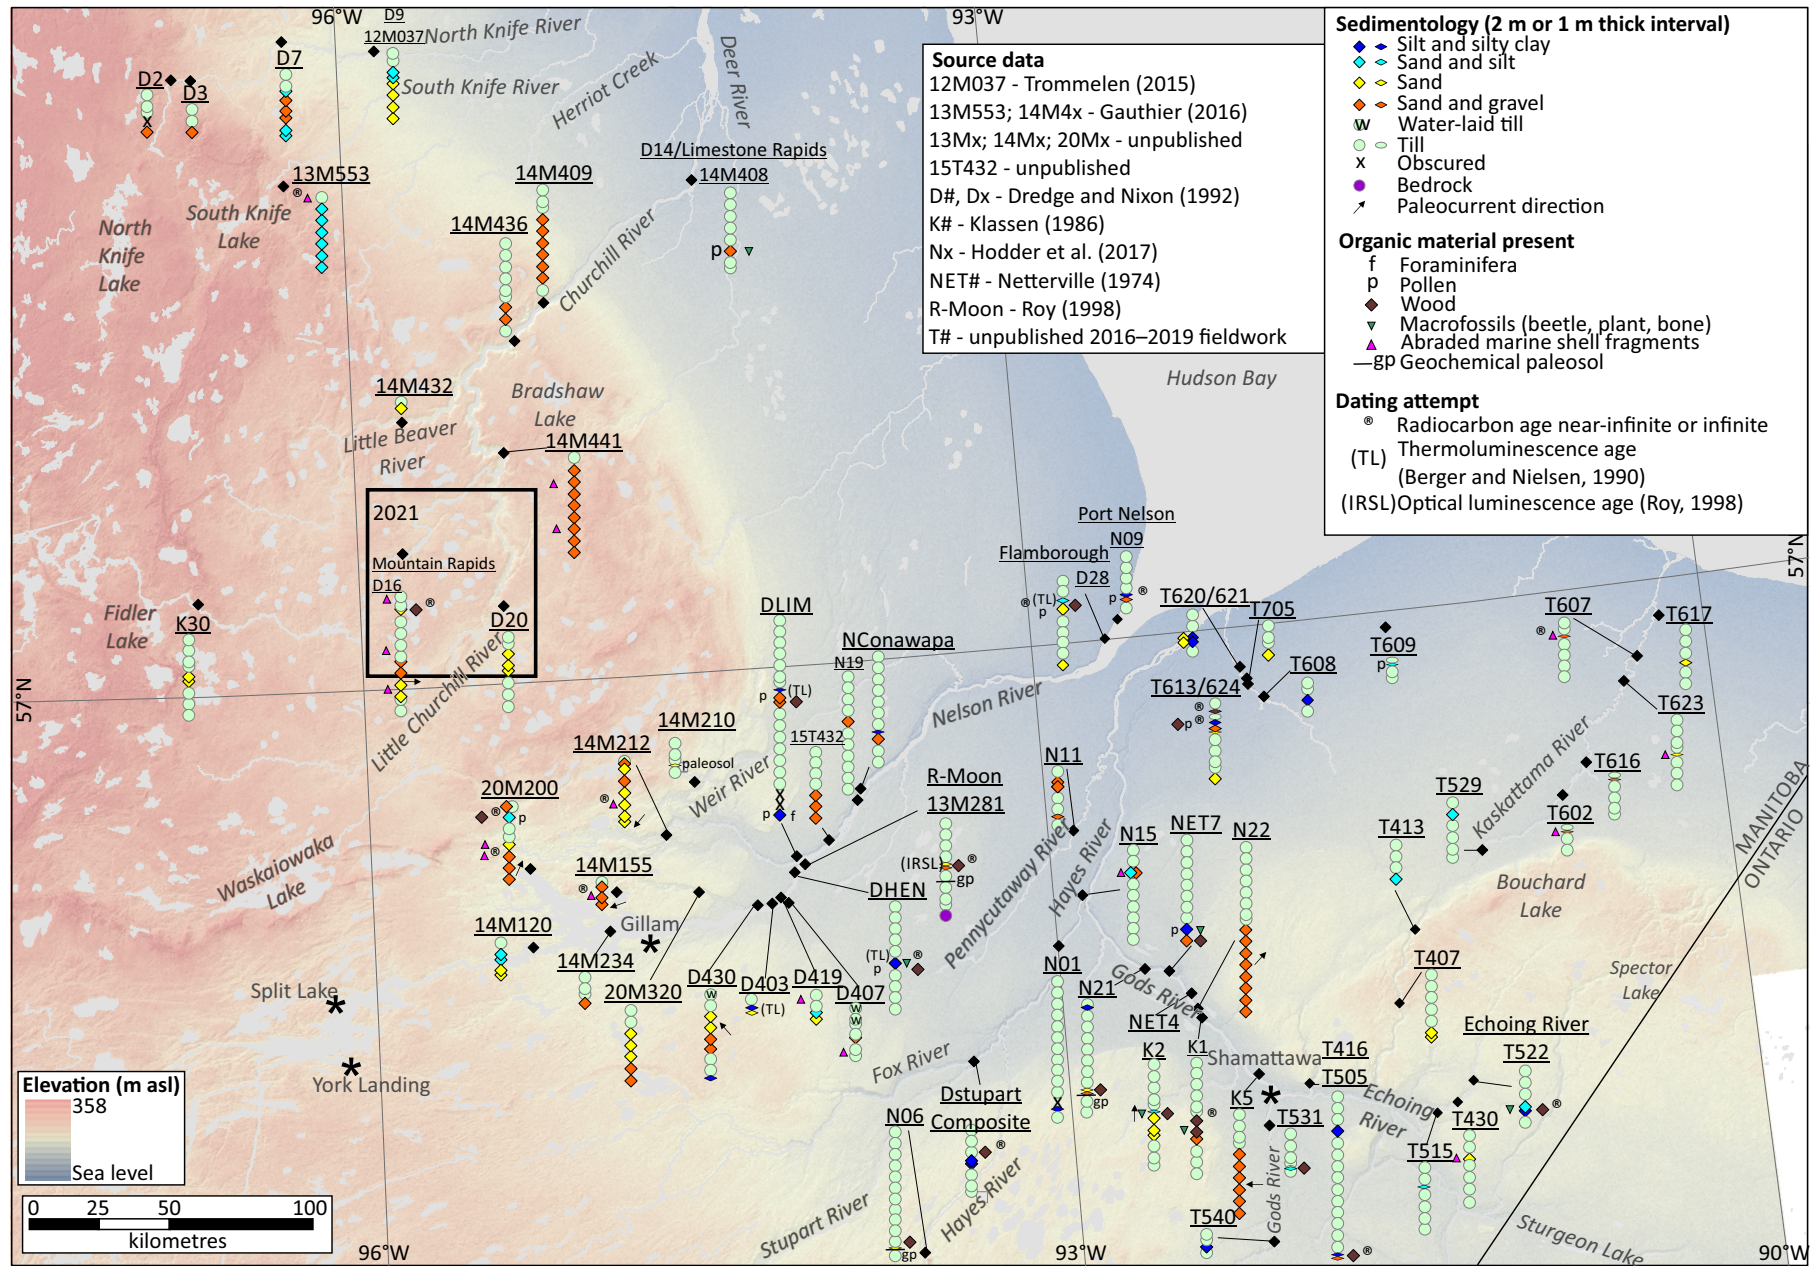 96°W
D9
12M037
North Knife River
93°W
Deer River
Herriot Creek
South Knife River
D7
D2
D3
Sedimentology (2 m or 1 m thick interval)
Silt and silty clay
Sand and silt
Sand
Sand and gravel
W Water-laid till
Till
x Obscured
Bedrock
Paleocurrent direction
Organic material present
f Foraminifera
p Pollen
Wood
Macrofossils (beetle, plant, bone)
Abraded marine shell fragments
gp Geochemical paleosol
Dating attempt
® Radiocarbon age near-infinite or infinite
(TL) Thermoluminescence age
(Berger and Nielsen, 1990)
(IRSL) Optical luminescence age (Roy, 1998)
Source data
12M037 - Trommelen (2015)
13M553; 14M4x - Gauthier (2016)
13Mx; 14Mx; 20Mx - unpublished
15T432 - unpublished
D#, Dx - Dredge and Nixon (1992)
K# - Klassen (1986)
Nx - Hodder et al. (2017)
NET# - Netterville (1974)
R-Moon - Roy (1998)
T# - unpublished 2016–2019 fieldwork
x
13M553
®
South Knife
Lake
North
Knife
Lake
14M409
14M436
D14/Limestone Rapids
14M408
p
Churchill River
Hudson Bay
14M432
Bradshaw
Lake
Little Beaver
River
14M441
2021
Mountain Rapids
D16
®
D20
Little Churchill River
Fidler
Lake
K30
57°N
57°N
DLIM
p
(TL)
x
x
p
f
NConawapa
N19
15T432
Nelson River
Port Nelson
N09
p
®
Flamborough
D28
®
(TL)
p
T620/621
T705
T608
T609
p
T607
®
T617
T623
T613/624
®
p ®
14M210
paleosol
14M212
®
Weir River
20M200
®
p
®
Waskaiowaka
Lake
14M155
®
Gillam
14M120
14M234
20M320
Split Lake
York Landing
R-Moon
13M281
(IRSL)
®
gp
DHEN
(TL)
p
®
D430
W
D403
(TL)
D419
D407
W
W
N11
Pennycutaway River
Hayes River
N15
NET7
p
N22
Kaskattama River
T616
T602
T529
T413
MANITOBA
ONTARIO
Bouchard
Lake
Spector
Lake
T407
Echoing River
T522
®
N01
x
N21
gp
Gods River
NET4
K2
K1
®
Shamattawa
T416
T505
®
K5
T531
Echoing
River
T430
T515
T540
Gods River
Fox River
Dstupart
Composite
®
N06
gp
Hayes River
Stupart River
Sturgeon Lake
Elevation (m asl)
358
Sea level
0 25 50 100
kilometres
96°W
93°W
90°W